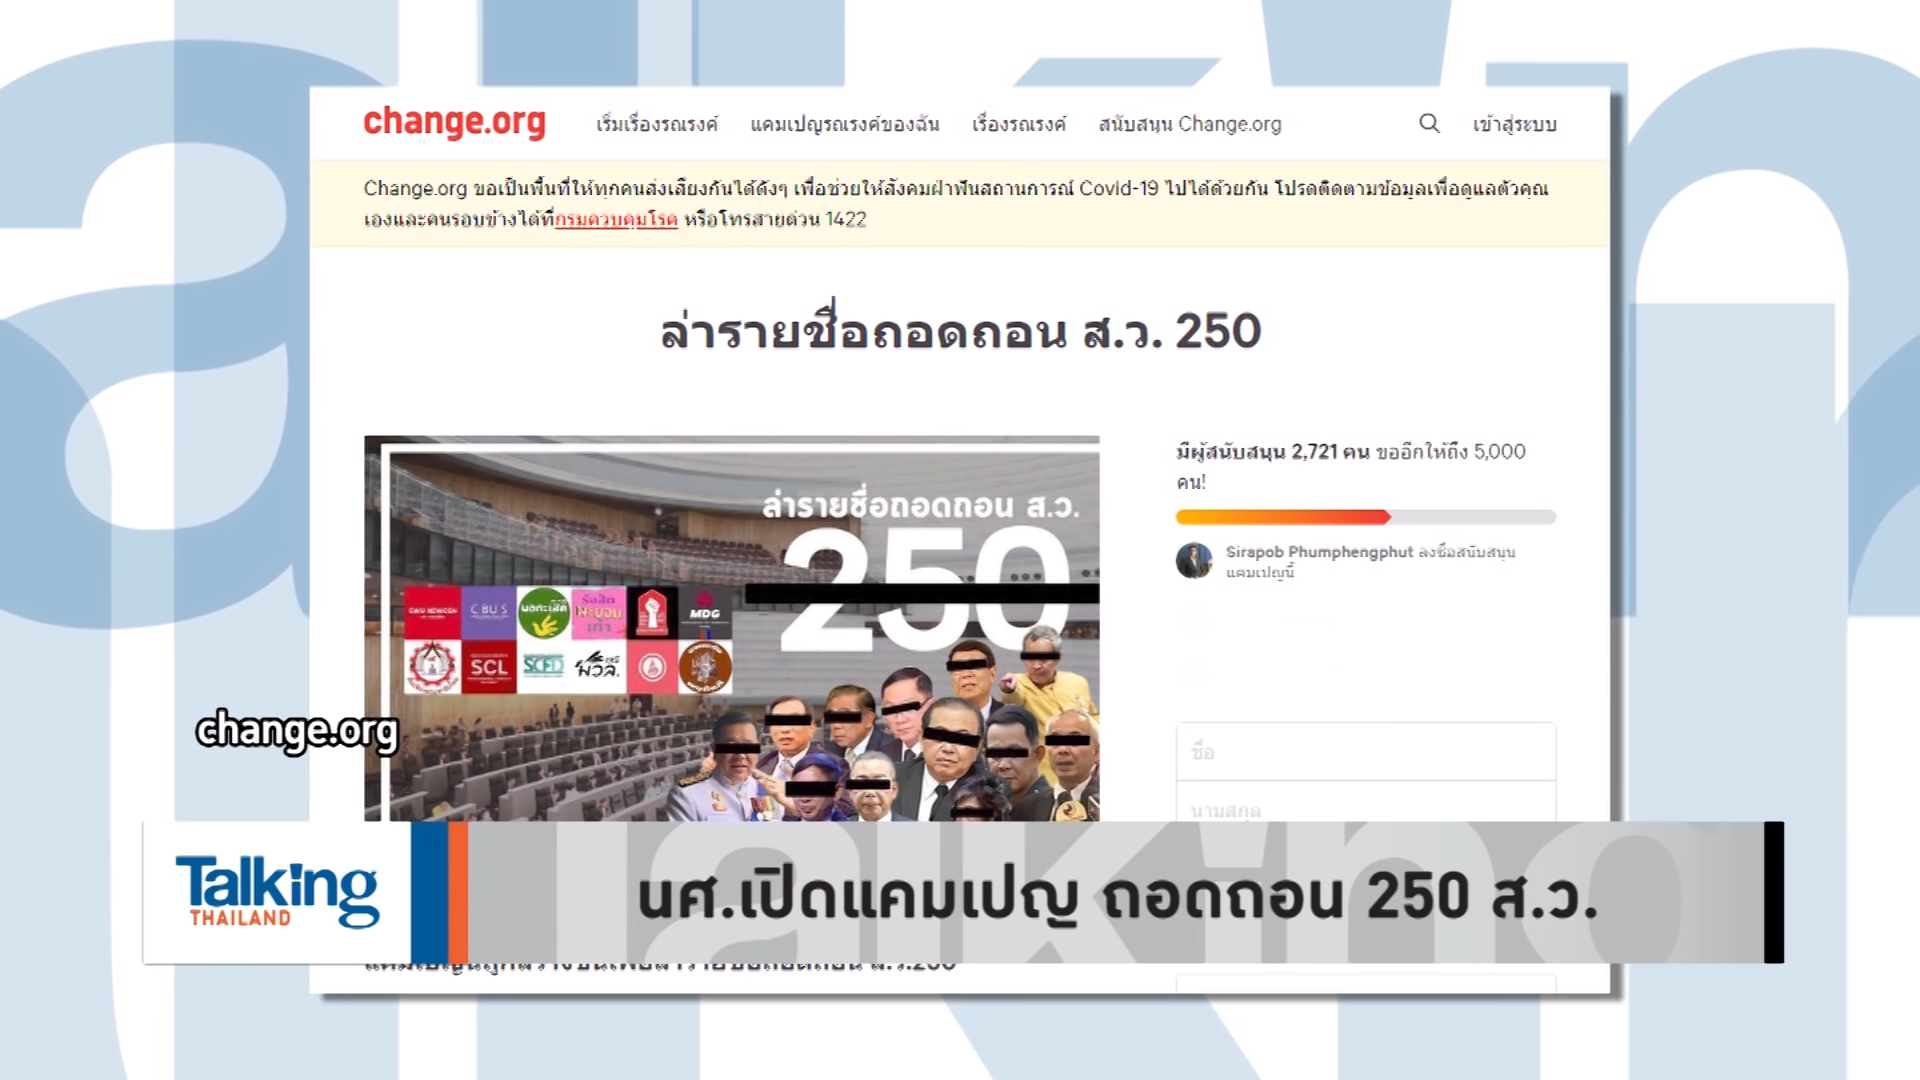 change.org เริ่มเรื่องรณรงค์ แคมเปญรณรงค์ของฉัน เรื่องรณรงค์ สนับสนุน Change.org เข้าสู่ระบบ
Change.org ขอเป็นพื้นที่ให้ทุกคนส่งเสียงกันได้ดังๆ เพื่อช่วยให้สังคมฝ่าฟันสถานการณ์ Covid-19 ไปได้ด้วยกัน โปรดติดตามข้อมูลเพื่อดูแลตัวคุณ
เองและคนรอบข้างได้ที่กรมควบคุมโรค หรือโทรสายด่วน 1422
ล่ารายชื่อถอดถอน ส.ว. 250
ล่ารายชื่อถอดถอน ส.ว.
250
CBUS
MDG
SCL
มีผู้สนับสนุน 2,721 คน ขออีกให้ถึง 5,000
คน!
Sirapob Phumphengphut ลงชื่อสนับสนุน
แคมเปญนี้
ชื่อ
นามสกุล
change.org
Talking
THAILAND
นศ.เปิดแคมเปญ ถอดถอน 250 ส.ว.